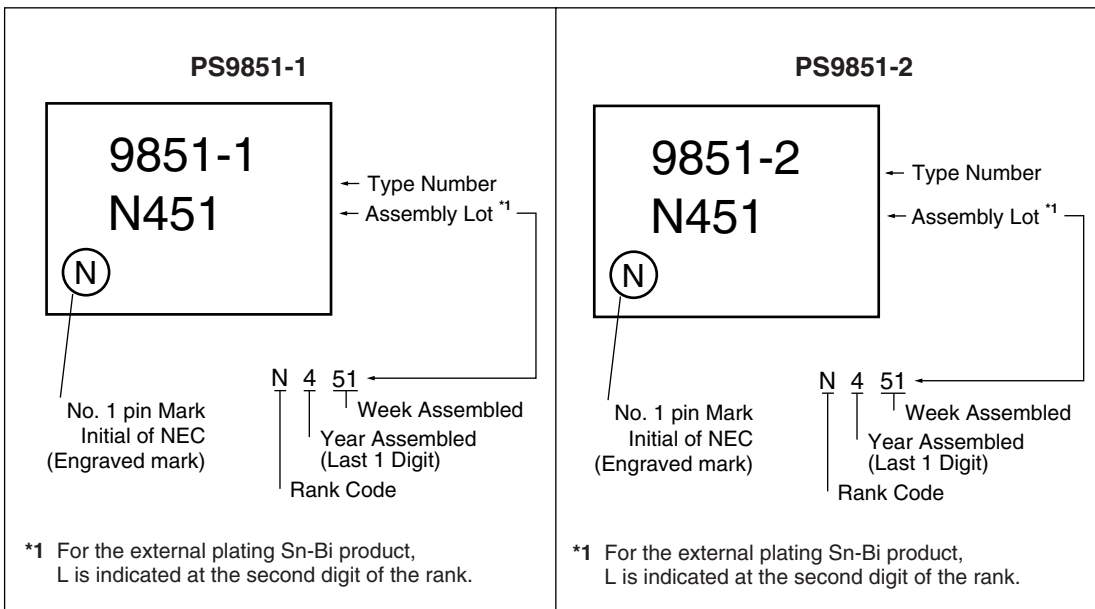 PS9851-1
9851-1
N451
N
← Type Number
← Assembly Lot *1
N 4 51
Week Assembled
Year Assembled
(Last 1 Digit)
Rank Code
No. 1 pin Mark
Initial of NEC
(Engraved mark)
*1 For the external plating Sn-Bi product,
L is indicated at the second digit of the rank.
PS9851-2
9851-2
N451
N
← Type Number
← Assembly Lot *1
N 4 51
Week Assembled
Year Assembled
(Last 1 Digit)
Rank Code
No. 1 pin Mark
Initial of NEC
(Engraved mark)
*1 For the external plating Sn-Bi product,
L is indicated at the second digit of the rank.